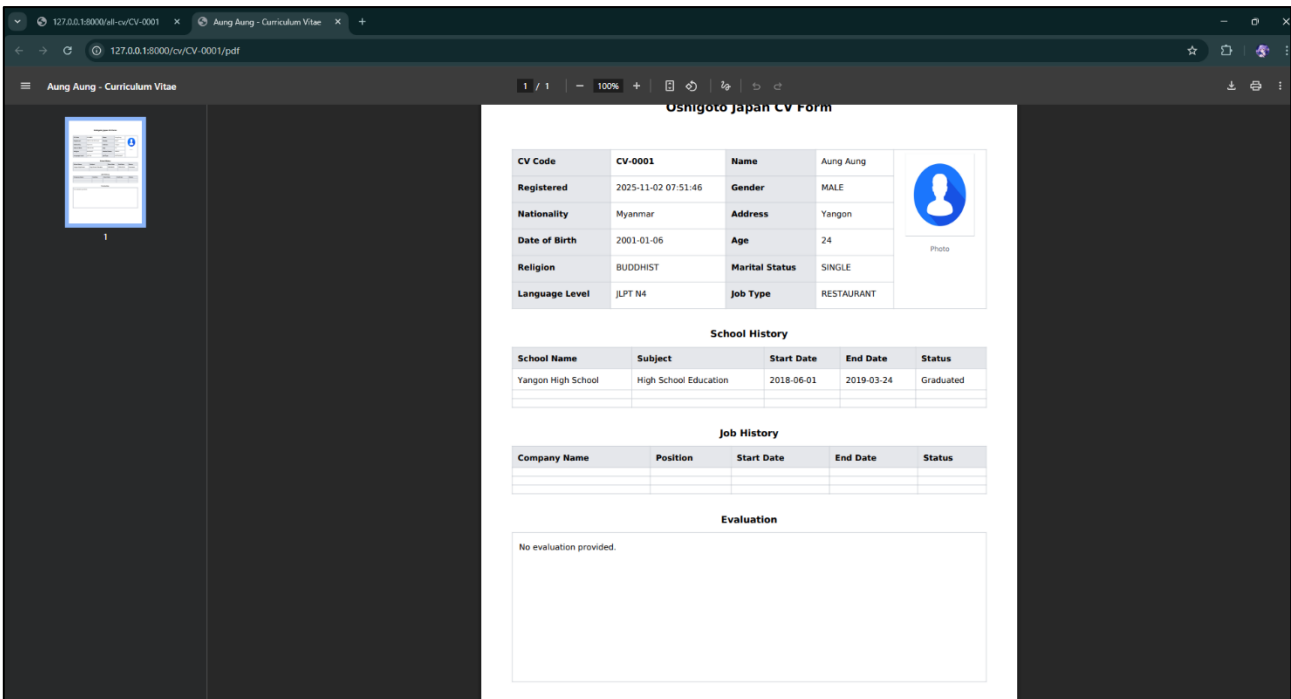 127.0.0.1:8000/all-cv/CV-0001
Aung Aung - Curriculum Vitae
127.0.0.1:8000/cv/CV-0001/pdf
Aung Aung - Curriculum Vitae
1 / 1
100%
1
Oshigoto Japan CV Form
CV Code CV-0001 Name Aung Aung
Registered 2025-11-02 07:51:46 Gender MALE
Nationality Myanmar Address Yangon
Date of Birth 2001-01-06 Age 24
Photo
Religion BUDDHIST Marital Status SINGLE
Language Level JLPT N4 Job Type RESTAURANT
School History
School Name Subject Start Date End Date Status
Yangon High School High School Education 2018-06-01 2019-03-24 Graduated
Job History
Company Name Position Start Date End Date Status
Evaluation
No evaluation provided.